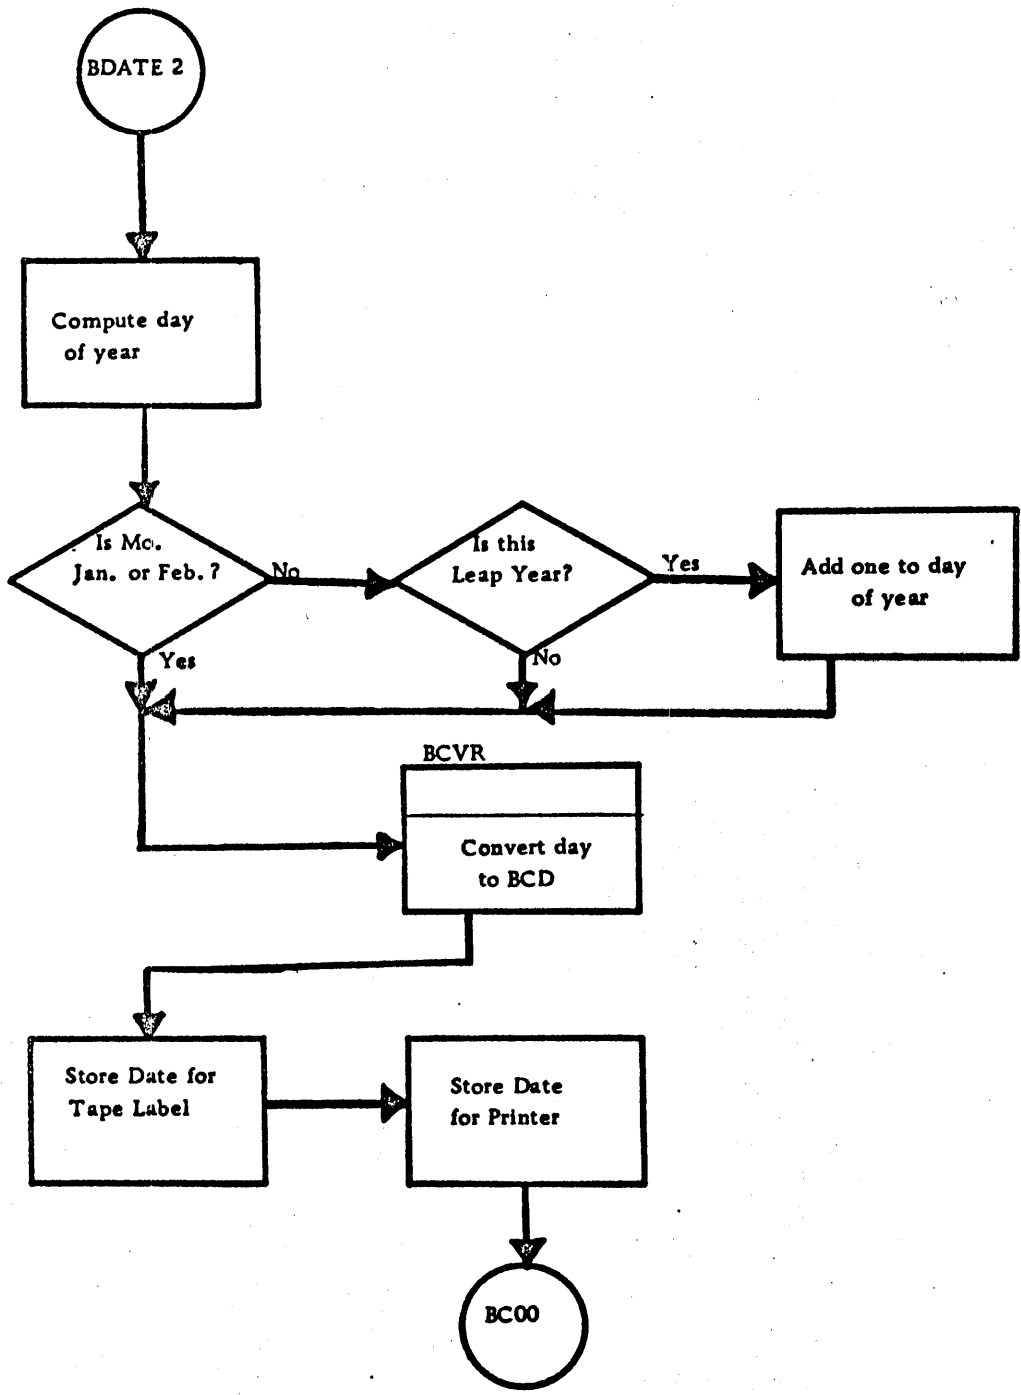 BDATE 2
Compute day
of year
Is Mo.
Jan. or Feb.?
No
Is this
Leap Year?
Yes
Add one to day
of year
Yes
No
BCVR
Convert day
to BCD
Store Date for
Tape Label
Store Date
for Printer
BC00